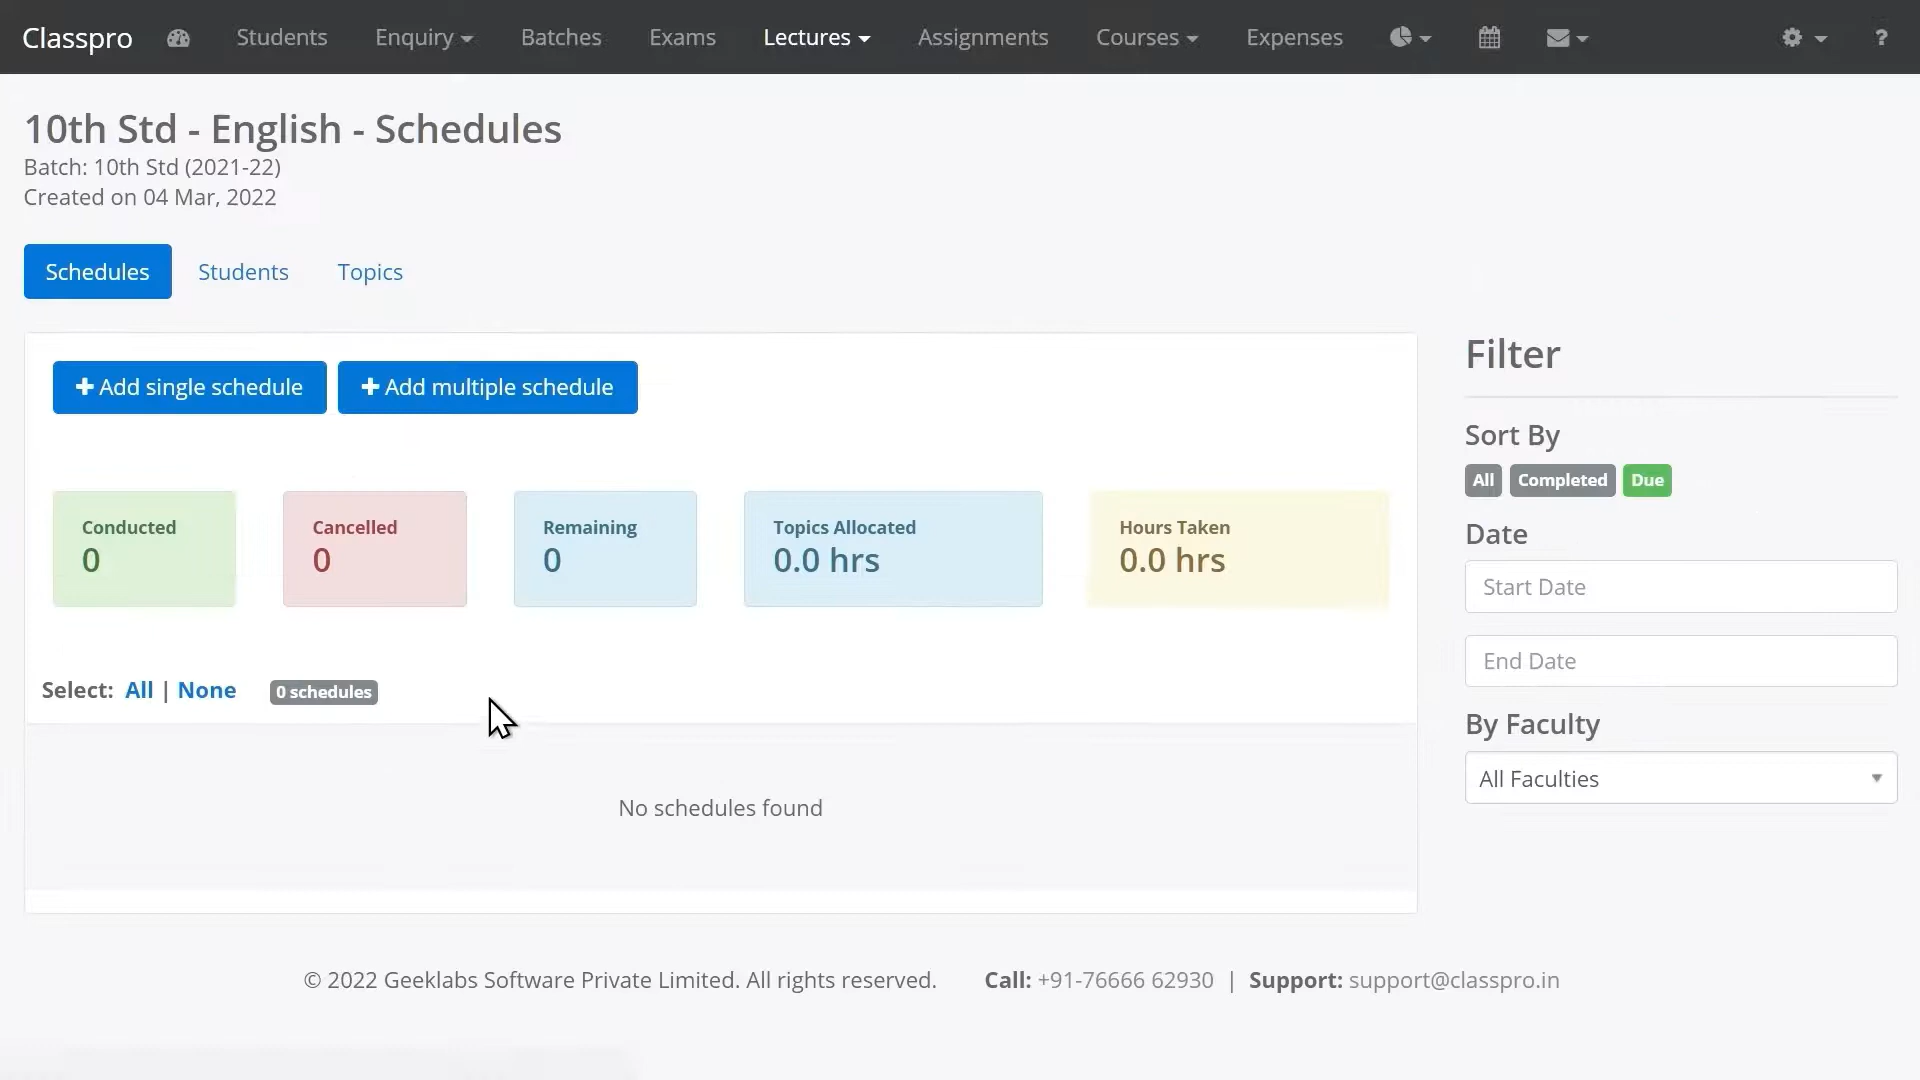 Classpro Students Enquiry Batches Exams Lectures Assignments Courses Expenses ?
10th Std - English - Schedules
Batch: 10th Std (2021-22)
Created on 04 Mar, 2022
Schedules Students Topics
Add single schedule Add multiple schedule
Conducted
0
Cancelled
0
Remaining
0
Topics Allocated
0.0 hrs
Hours Taken
0.0 hrs
Select: All | None 0 schedules
No schedules found
Filter
Sort By
All Completed Due
Date
Start Date
End Date
By Faculty
All Faculties
© 2022 Geeklabs Software Private Limited. All rights reserved. Call: +91-76666 62930 | Support: support@classpro.in